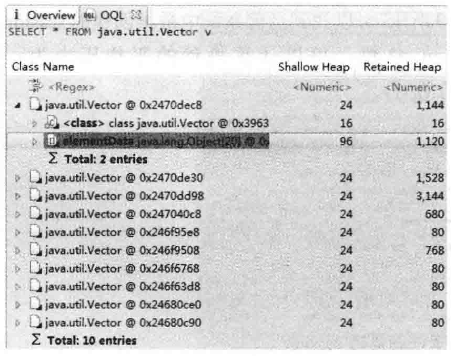 i Overview OQL
SELECT * FROM java.util.Vector v
Class Name Shallow Heap Retained Heap
<Regex> <Numeric> <Numeric>
java.util.Vector @ 0x2470dec8 24 1,144
<class> class java.util.Vector @ 0x3963 16 16
elementData java.lang.Object[20] @ 0x 96 1,120
Σ Total: 2 entries
java.util.Vector @ 0x2470de30 24 1,528
java.util.Vector @ 0x2470dd98 24 3,144
java.util.Vector @ 0x247040c8 24 680
java.util.Vector @ 0x246f95e8 24 80
java.util.Vector @ 0x246f9508 24 768
java.util.Vector @ 0x246f6768 24 80
java.util.Vector @ 0x246f63d8 24 80
java.util.Vector @ 0x24680ce0 24 80
java.util.Vector @ 0x24680c90 24 80
Σ Total: 10 entries